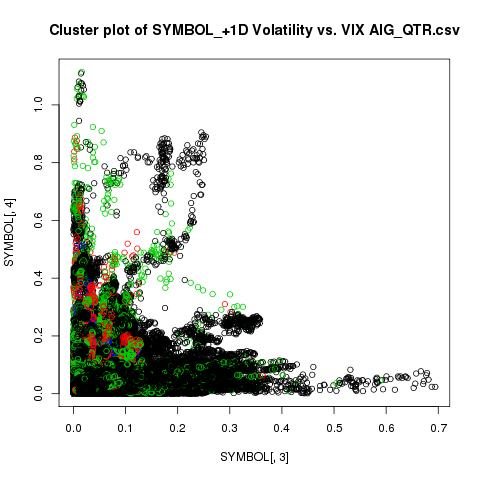 Cluster plot of SYMBOL_+1D Volatility vs. VIX AIG_QTR.csv
SYMBOL[, 4]
1.0
0.8
0.6
0.4
0.2
0.0
0.0 0.1 0.2 0.3 0.4 0.5 0.6 0.7
SYMBOL[, 3]